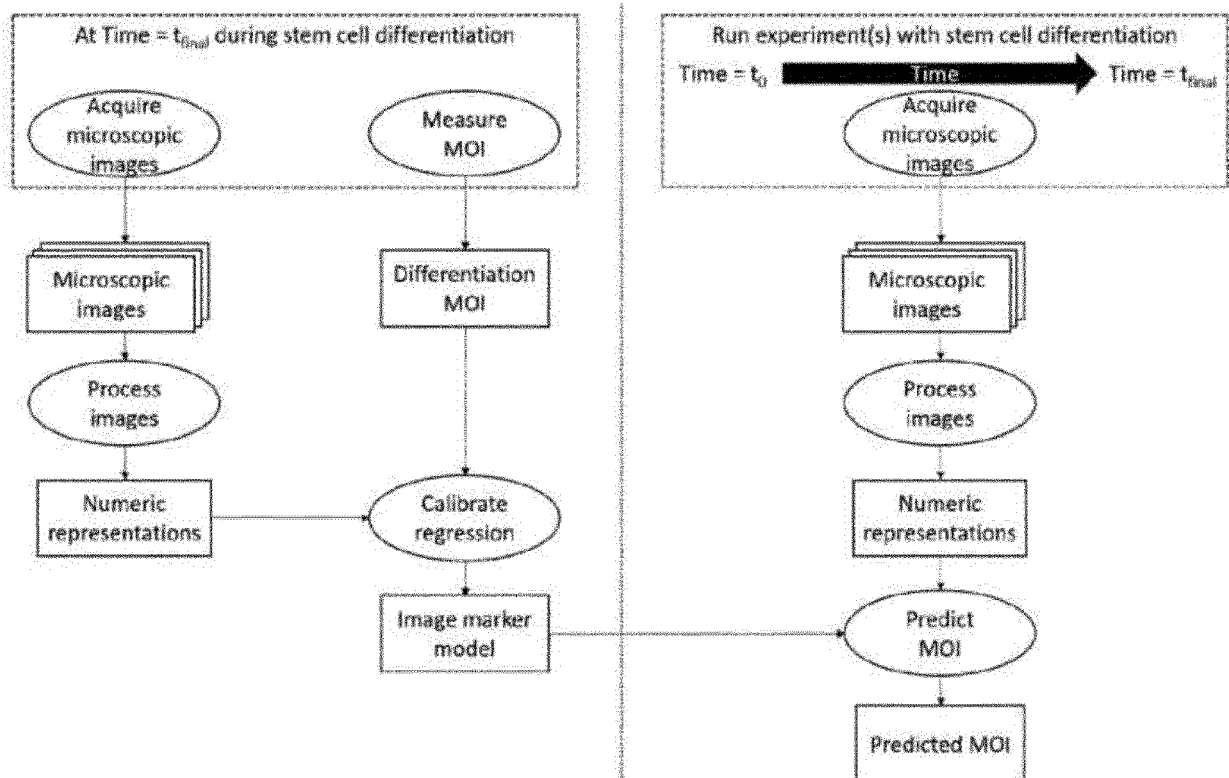 At Time = t_final during stem cell differentiation
Acquire
microscopic
images
Measure
MOI
Microscopic
images
Differentiation
MOI
Process
images
Numeric
representations
Calibrate
regression
Image marker
model
Run experiment(s) with stem cell differentiation
Time = t_0
Time
Time = t_final
Acquire
microscopic
images
Microscopic
images
Process
images
Numeric
representations
Predict
MOI
Predicted MOI